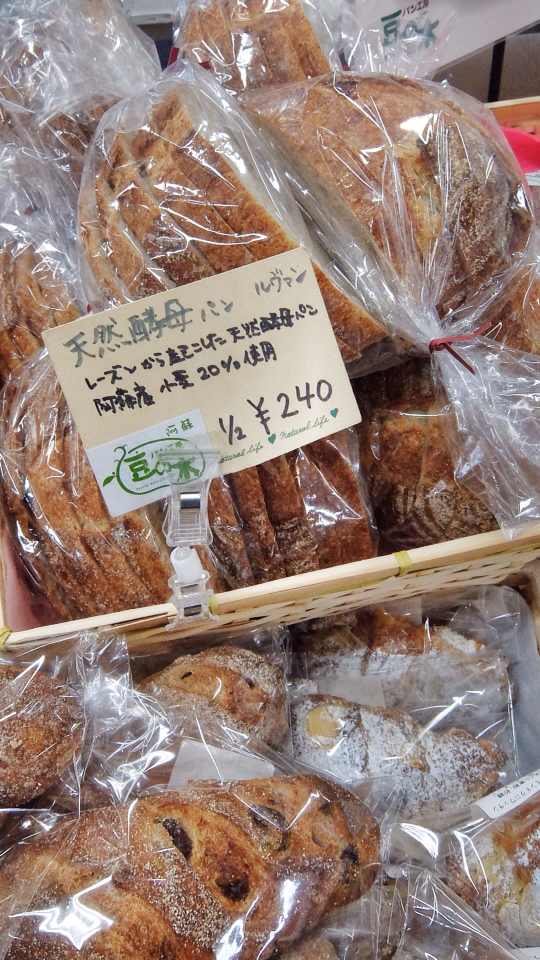 パン工房
豆の木
天然酵母パン ルヴァン
レーズンから起こした天然酵母パン
阿蘇産 小麦 20%使用
1/2 ¥240
natural life ♥ natural life ♥
阿蘇
豆の木